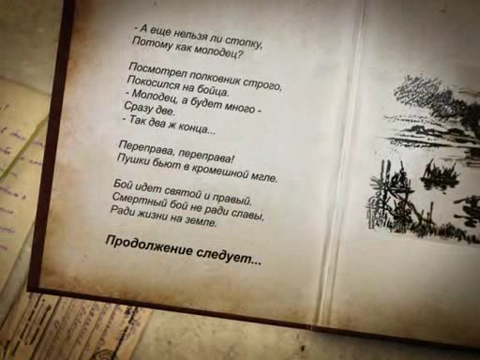 - А еще нельзя ли стопку,
Потому как молодец?
Посмотрел полковник строго,
Покосился на бойца.
- Молодец, а будет много -
Сразу две.
- Так два ж конца...
Переправа, переправа!
Пушки бьют в кромешной мгле.
Бой идет святой и правый.
Смертный бой не ради славы,
Ради жизни на земле.
Продолжение следует...